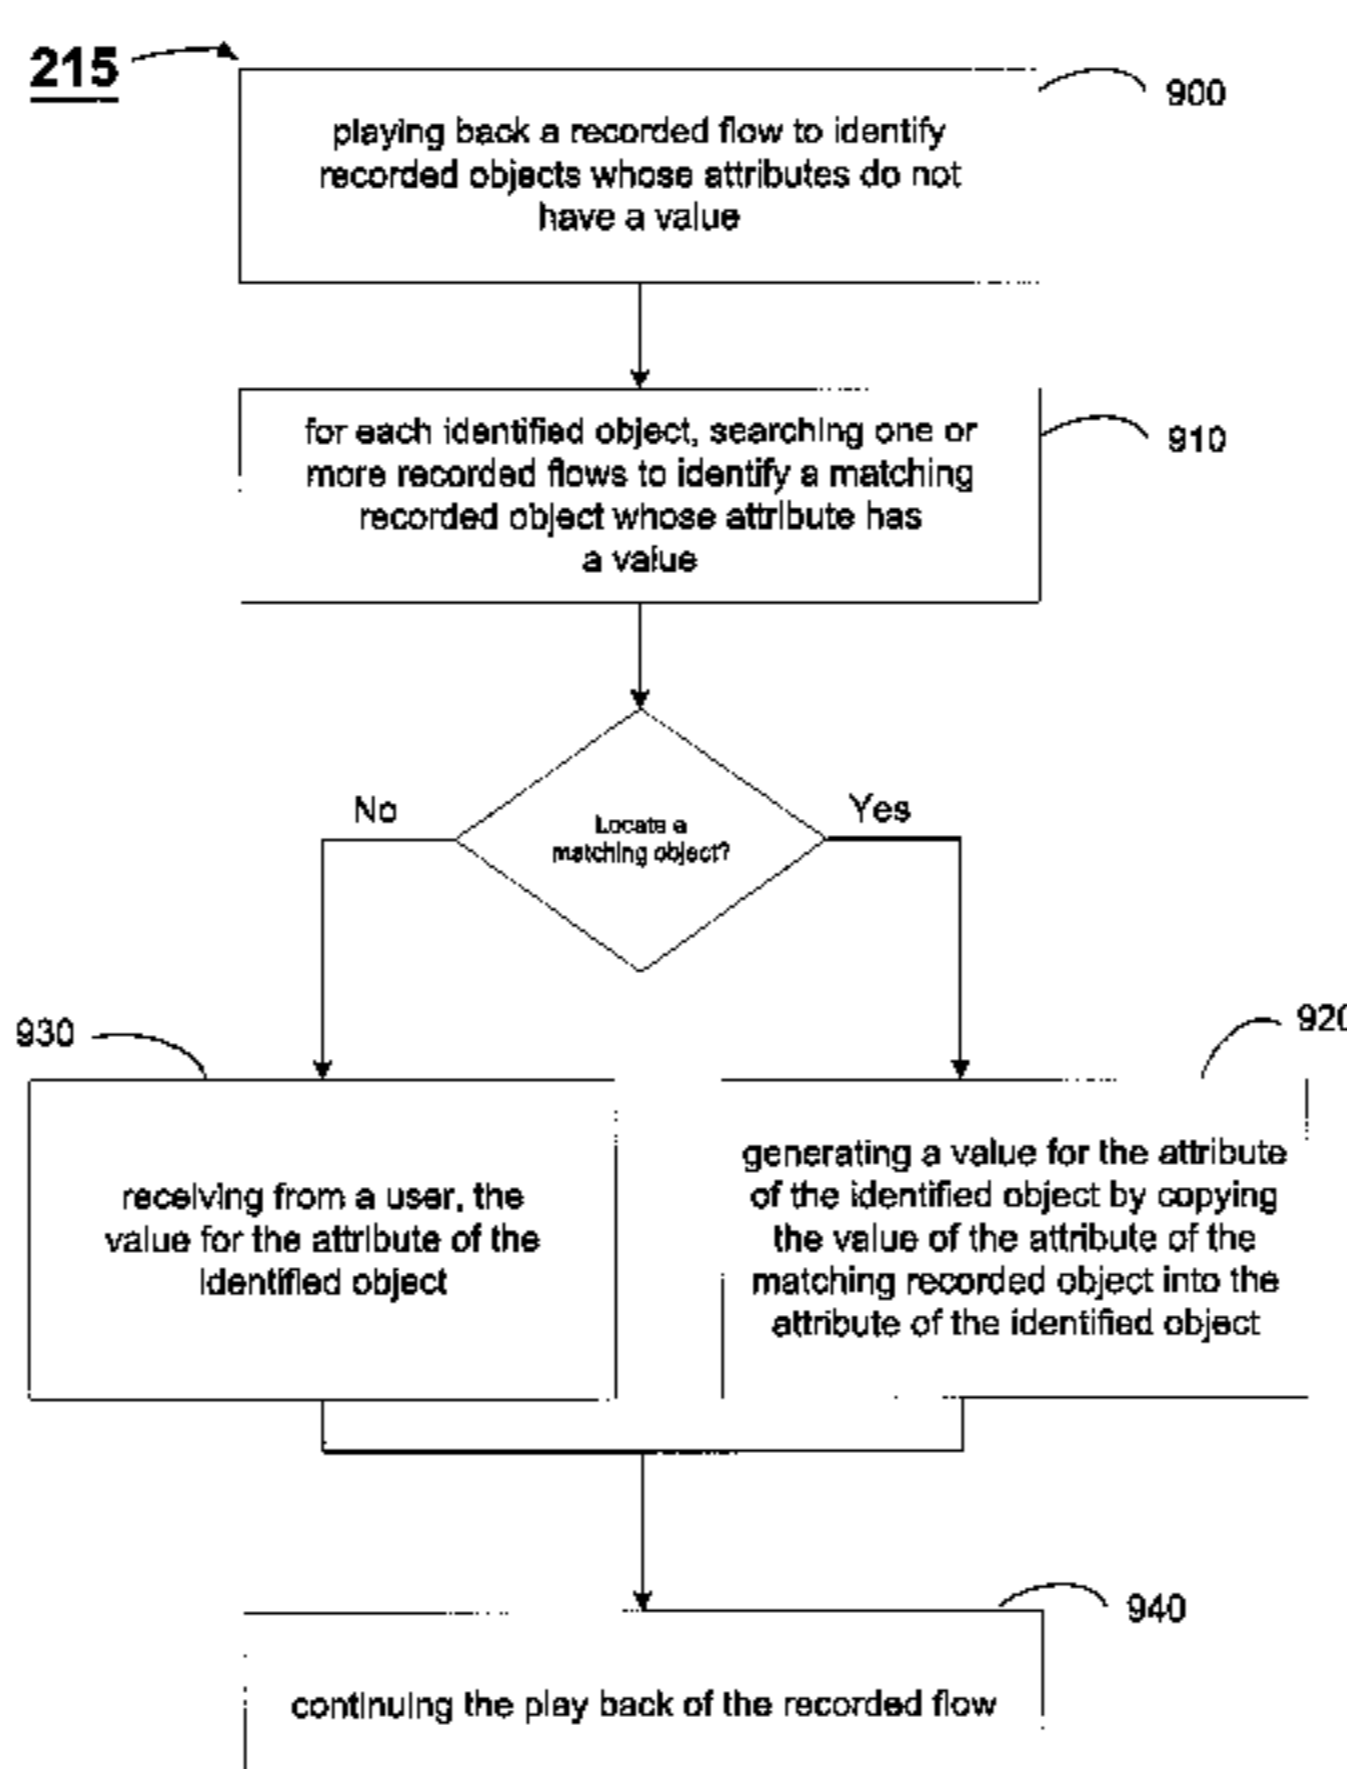 215
900
playing back a recorded flow to identify
recorded objects whose attributes do not
have a value
910
for each identified object, searching one or
more recorded flows to identify a matching
recorded object whose attribute has
a value
No
Yes
Locate a
matching object?
930
920
receiving from a user, the
value for the attribute of the
identified object
generating a value for the attribute
of the identified object by copying
the value of the attribute of the
matching recorded object into the
attribute of the identified object
940
continuing the play back of the recorded flow